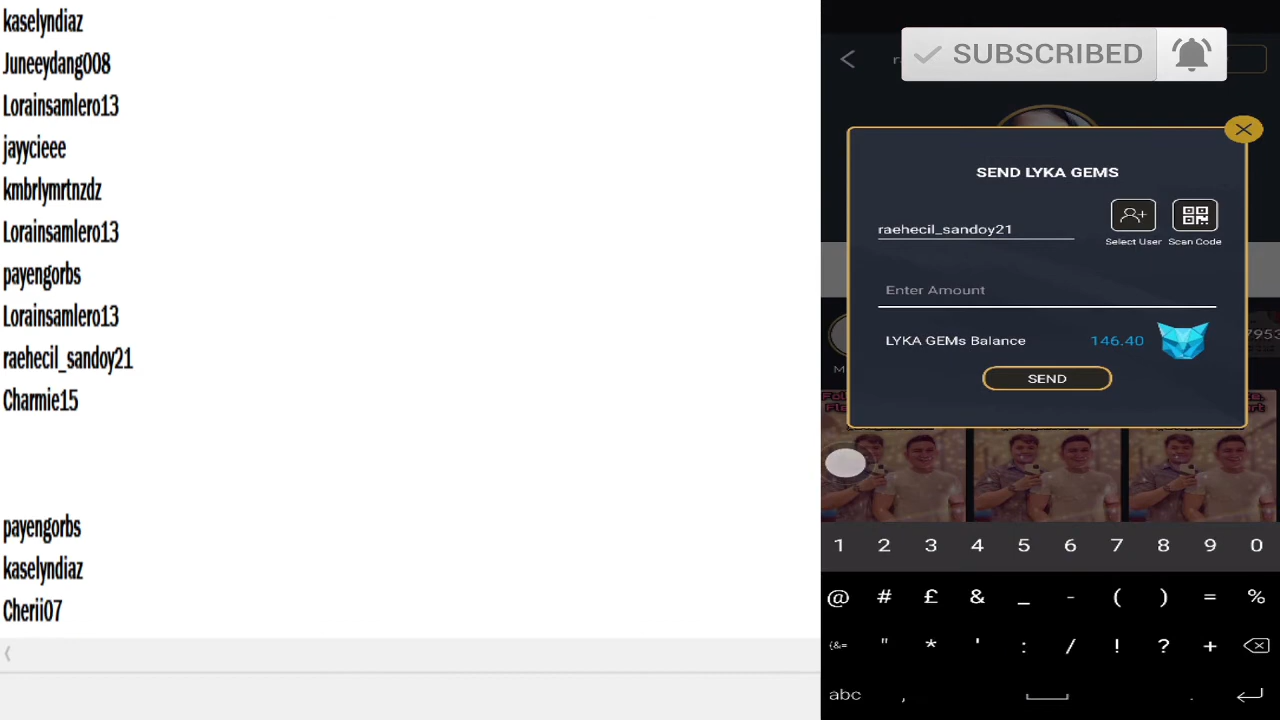 kaselyndiaz
Juneeydang008
Lorainsamlero13
jayycieee
kmbrlymrtnzdz
Lorainsamlero13
payengorbs
Lorainsamlero13
raehecil_sandoy21
Charmie15
payengorbs
kaselyndiaz
Cherii07
SUBSCRIBED
SEND LYKA GEMS
raehecil_sandoy21
Select User Scan Code
Enter Amount
LYKA GEMs Balance 146.40
SEND
7953
1 2 3 4 5 6 7 8 9 0
@ # £ & _ - ( ) = %
{&= " * ' : / ! ? +
abc , .